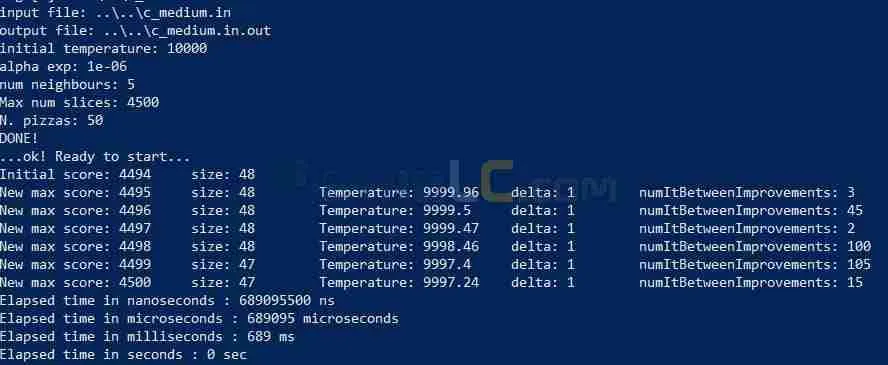 input file: ..\..\c_medium.in
output file: ..\..\c_medium.in.out
initial temperature: 10000
alpha exp: 1e-06
num neighbours: 5
Max num slices: 4500
N. pizzas: 50
DONE!
...ok! Ready to start...
Initial score: 4494 size: 48
New max score: 4495 size: 48 Temperature: 9999.96 delta: 1 numItBetweenImprovements: 3
New max score: 4496 size: 48 Temperature: 9999.5 delta: 1 numItBetweenImprovements: 45
New max score: 4497 size: 48 Temperature: 9999.47 delta: 1 numItBetweenImprovements: 2
New max score: 4498 size: 48 Temperature: 9998.46 delta: 1 numItBetweenImprovements: 100
New max score: 4499 size: 47 Temperature: 9997.4 delta: 1 numItBetweenImprovements: 105
New max score: 4500 size: 47 Temperature: 9997.24 delta: 1 numItBetweenImprovements: 15
Elapsed time in nanoseconds : 689095500 ns
Elapsed time in microseconds : 689095 microseconds
Elapsed time in milliseconds : 689 ms
Elapsed time in seconds : 0 sec